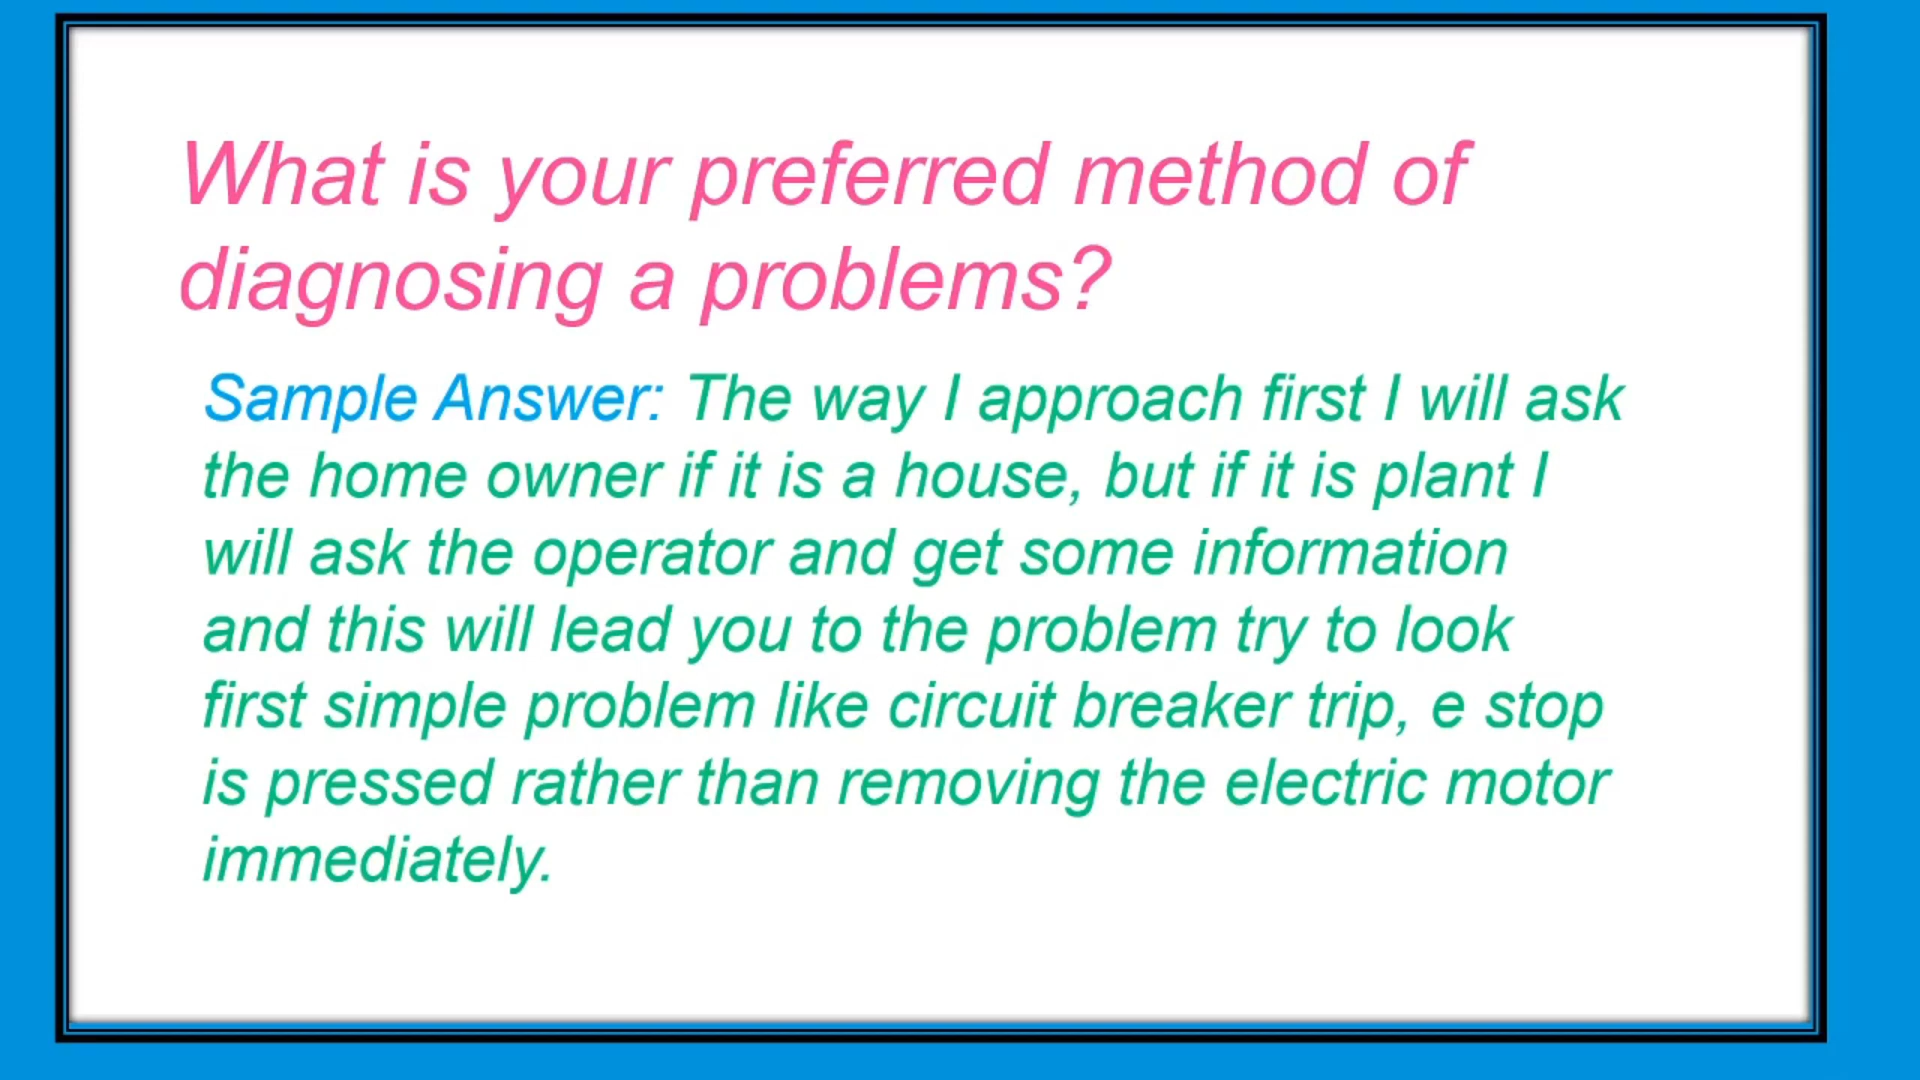 What is your preferred method of
diagnosing a problems?
Sample Answer: The way I approach first I will ask
the home owner if it is a house, but if it is plant I
will ask the operator and get some information
and this will lead you to the problem try to look
first simple problem like circuit breaker trip, e stop
is pressed rather than removing the electric motor
immediately.